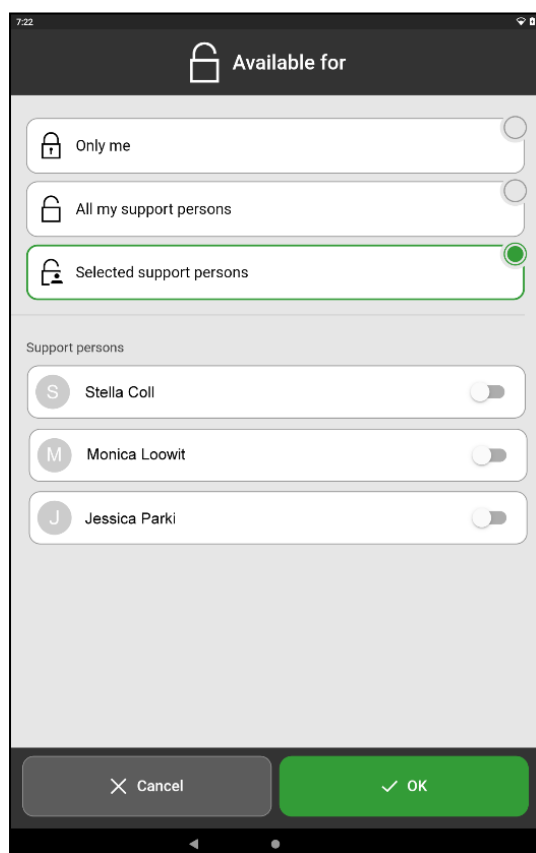 7:22
Available for
Only me
All my support persons
Selected support persons
Support persons
S Stella Coll
M Monica Loowit
J Jessica Parki
Cancel
OK